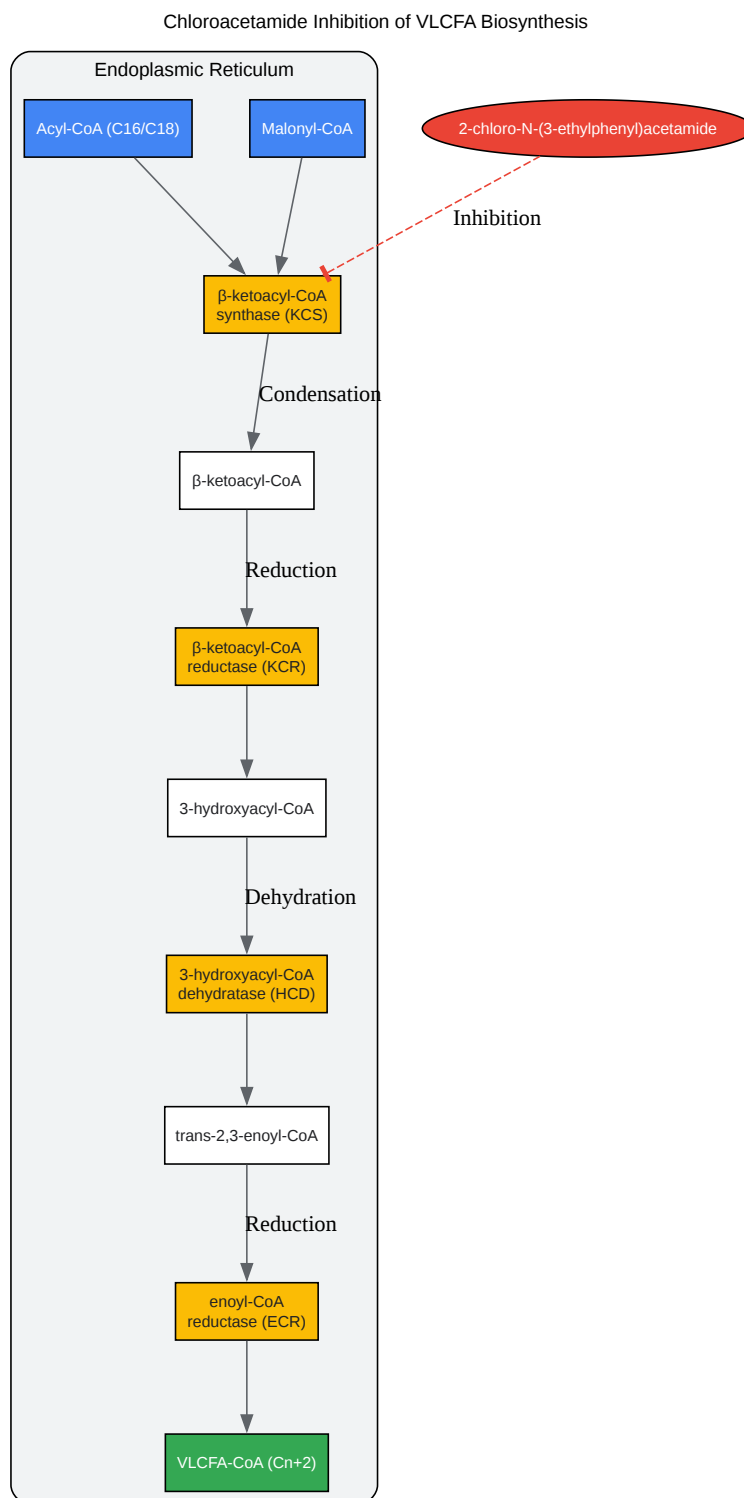 Chloroacetamide Inhibition of VLCFA Biosynthesis
Endoplasmic Reticulum
Acyl-CoA (C16/C18)
Malonyl-CoA
2-chloro-N-(3-ethylphenyl)acetamide
Inhibition
β-ketoacyl-CoA
synthase (KCS)
Condensation
β-ketoacyl-CoA
Reduction
β-ketoacyl-CoA
reductase (KCR)
3-hydroxyacyl-CoA
Dehydration
3-hydroxyacyl-CoA
dehydratase (HCD)
trans-2,3-enoyl-CoA
Reduction
enoyl-CoA
reductase (ECR)
VLCFA-CoA (Cn+2)